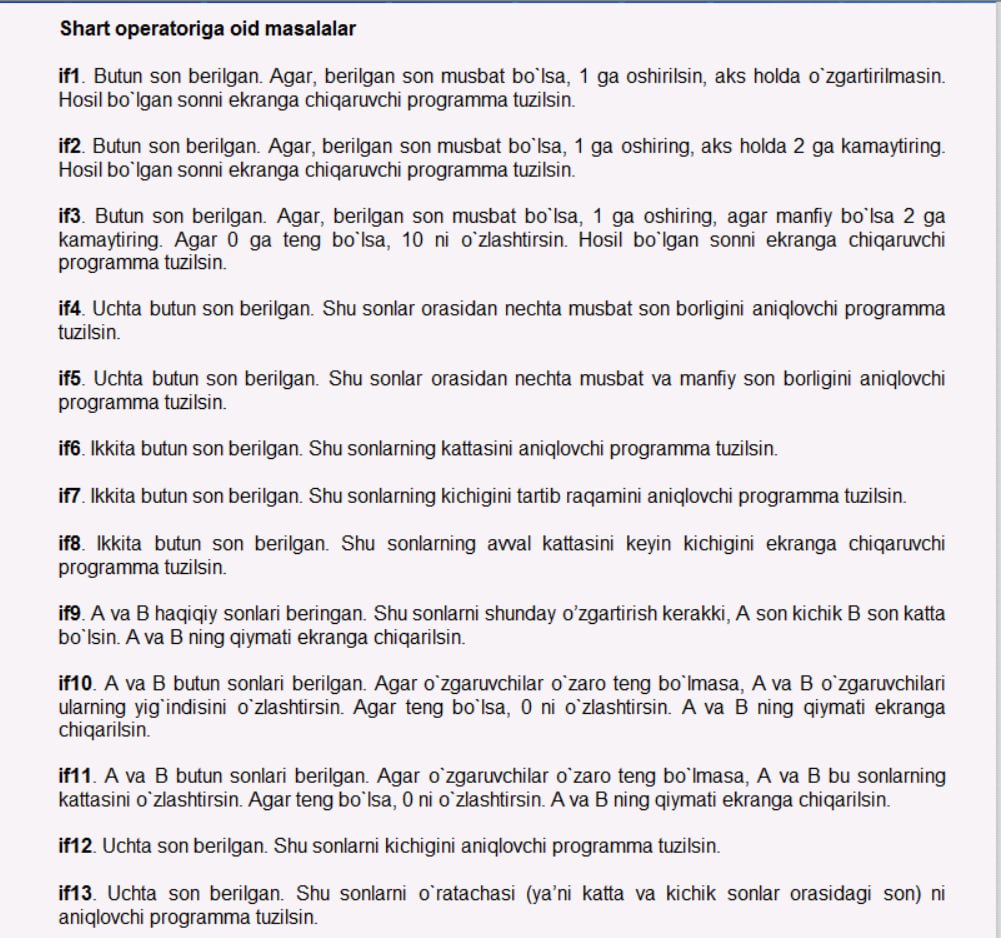 Shart operatoriga oid masalalar
if1. Butun son berilgan. Agar, berilgan son musbat bo`lsa, 1 ga oshirilsin, aks holda o`zgartirilmasin.
Hosil bo`lgan sonni ekranga chiqaruvchi programma tuzilsin.
if2. Butun son berilgan. Agar, berilgan son musbat bo`lsa, 1 ga oshiring, aks holda 2 ga kamaytiring.
Hosil bo`lgan sonni ekranga chiqaruvchi programma tuzilsin.
if3. Butun son berilgan. Agar, berilgan son musbat bo`lsa, 1 ga oshiring, agar manfiy bo`lsa 2 ga
kamaytiring. Agar 0 ga teng bo`lsa, 10 ni o`zlashtirsin. Hosil bo`lgan sonni ekranga chiqaruvchi
programma tuzilsin.
if4. Uchta butun son berilgan. Shu sonlar orasidan nechta musbat son borligini aniqlovchi programma
tuzilsin.
if5. Uchta butun son berilgan. Shu sonlar orasidan nechta musbat va manfiy son borligini aniqlovchi
programma tuzilsin.
if6. Ikkita butun son berilgan. Shu sonlarning kattasini aniqlovchi programma tuzilsin.
if7. Ikkita butun son berilgan. Shu sonlarning kichigini tartib raqamini aniqlovchi programma tuzilsin.
if8. Ikkita butun son berilgan. Shu sonlarning avval kattasini keyin kichigini ekranga chiqaruvchi
programma tuzilsin.
if9. A va B haqiqiy sonlari beringan. Shu sonlarni shunday o’zgartirish kerakki, A son kichik B son katta
bo`lsin. A va B ning qiymati ekranga chiqarilsin.
if10. A va B butun sonlari berilgan. Agar o`zgaruvchilar o`zaro teng bo`lmasa, A va B o`zgaruvchilari
ularning yig`indisini o`zlashtirsin. Agar teng bo`lsa, 0 ni o`zlashtirsin. A va B ning qiymati ekranga
chiqarilsin.
if11. A va B butun sonlari berilgan. Agar o`zgaruvchilar o`zaro teng bo`lmasa, A va B bu sonlarning
kattasini o`zlashtirsin. Agar teng bo`lsa, 0 ni o`zlashtirsin. A va B ning qiymati ekranga chiqarilsin.
if12. Uchta son berilgan. Shu sonlarni kichigini aniqlovchi programma tuzilsin.
if13. Uchta son berilgan. Shu sonlarni o`ratachasi (ya’ni katta va kichik sonlar orasidagi son) ni
aniqlovchi programma tuzilsin.